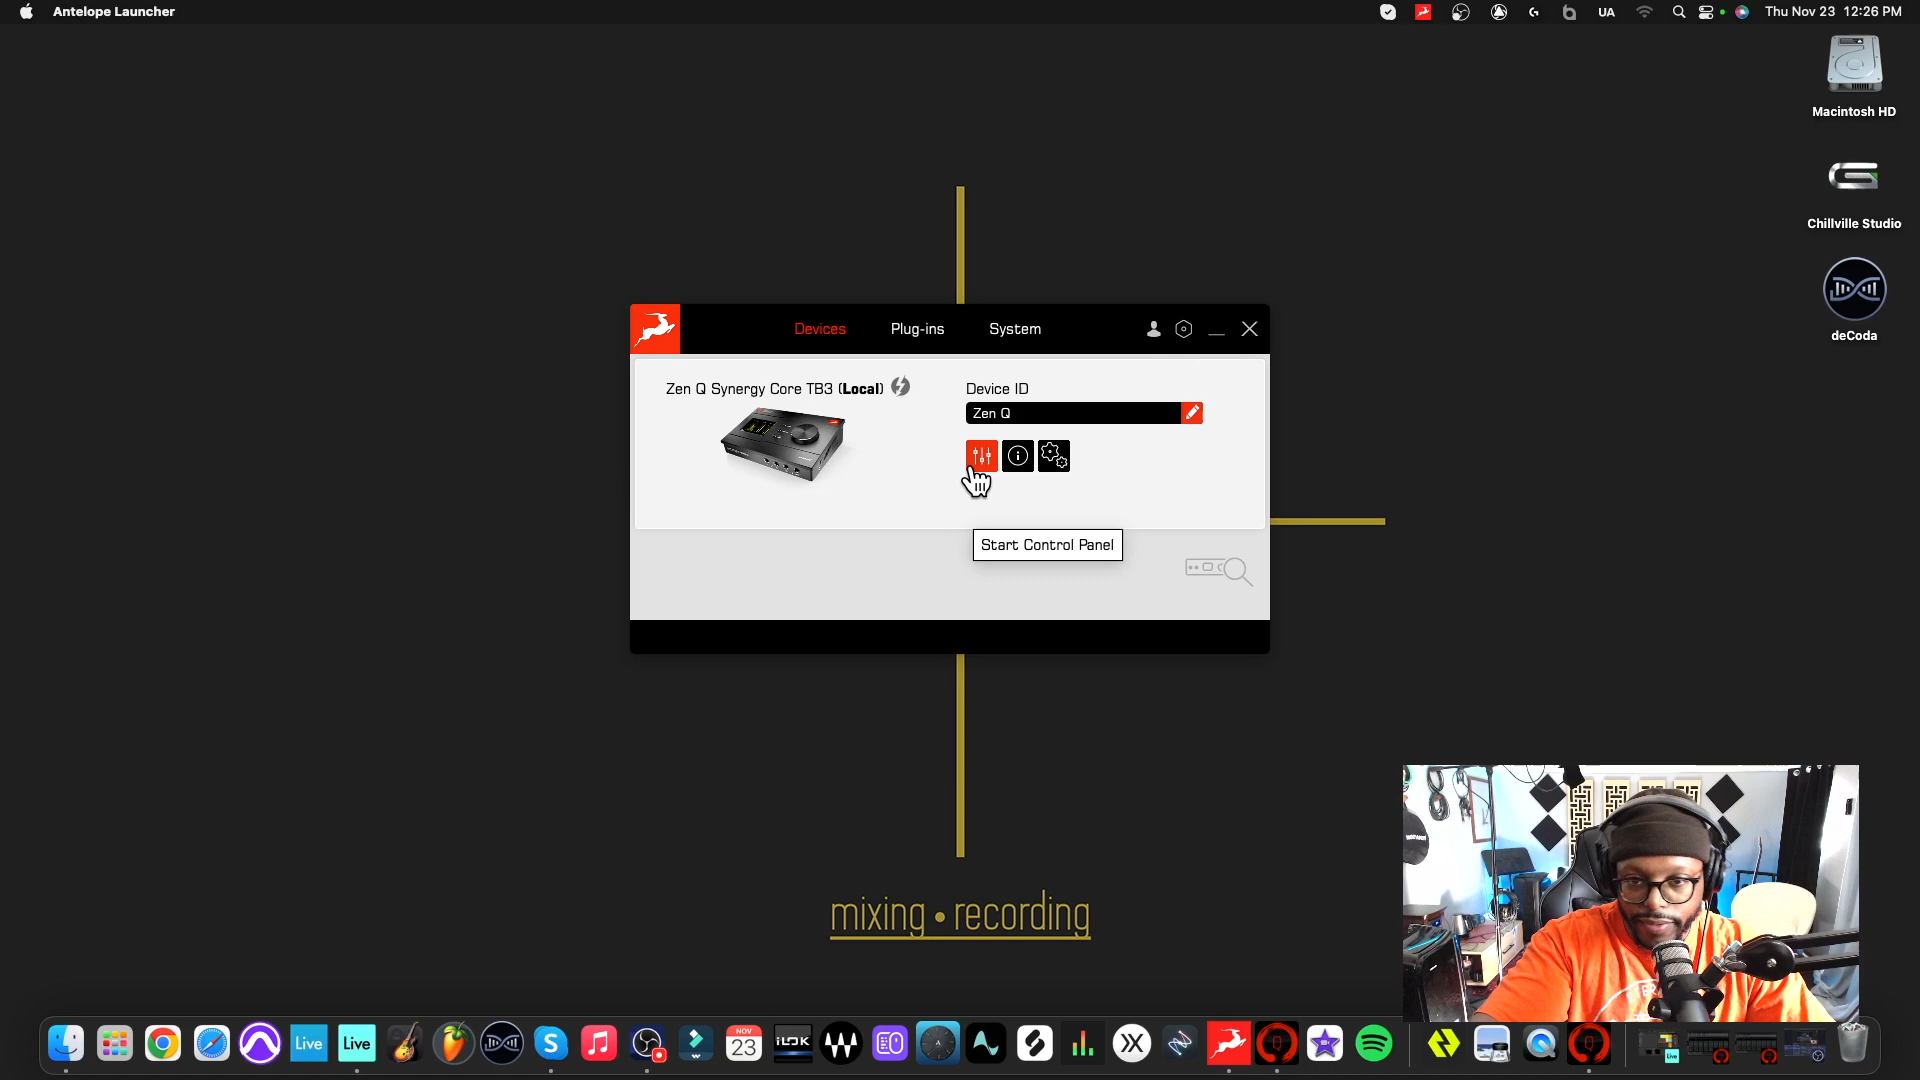 Antelope Launcher
UA
Thu Nov 23 12:26 PM
Macintosh HD
Chillville Studio
deCoda
Devices
Plug-ins
System
Zen Q Synergy Core TB3 (Local)
Device ID
Zen Q
Start Control Panel
mixing • recording
Live
Live
NOV
23
iLOK